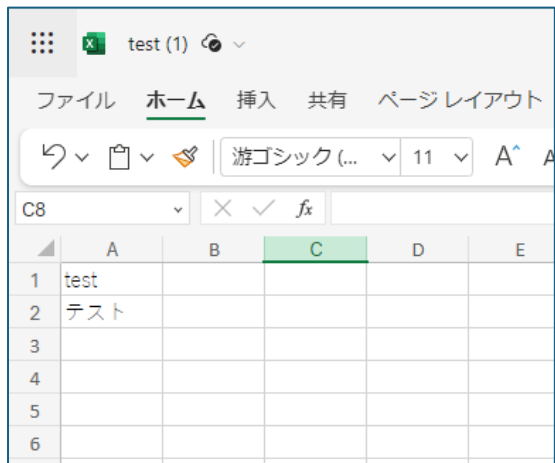 test (1)
ファイル ホーム 挿入 共有 ページ レイアウト
游ゴシック (... 11 A^ A
C8 fx
A B C D E
1 test
2 テスト
3
4
5
6